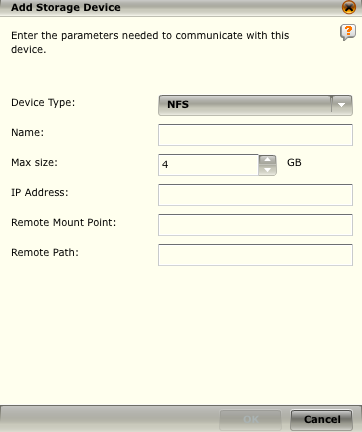 Add Storage Device
Enter the parameters needed to communicate with this
device.
Device Type: NFS
Name:
Max size: 4 GB
IP Address:
Remote Mount Point:
Remote Path:
OK Cancel